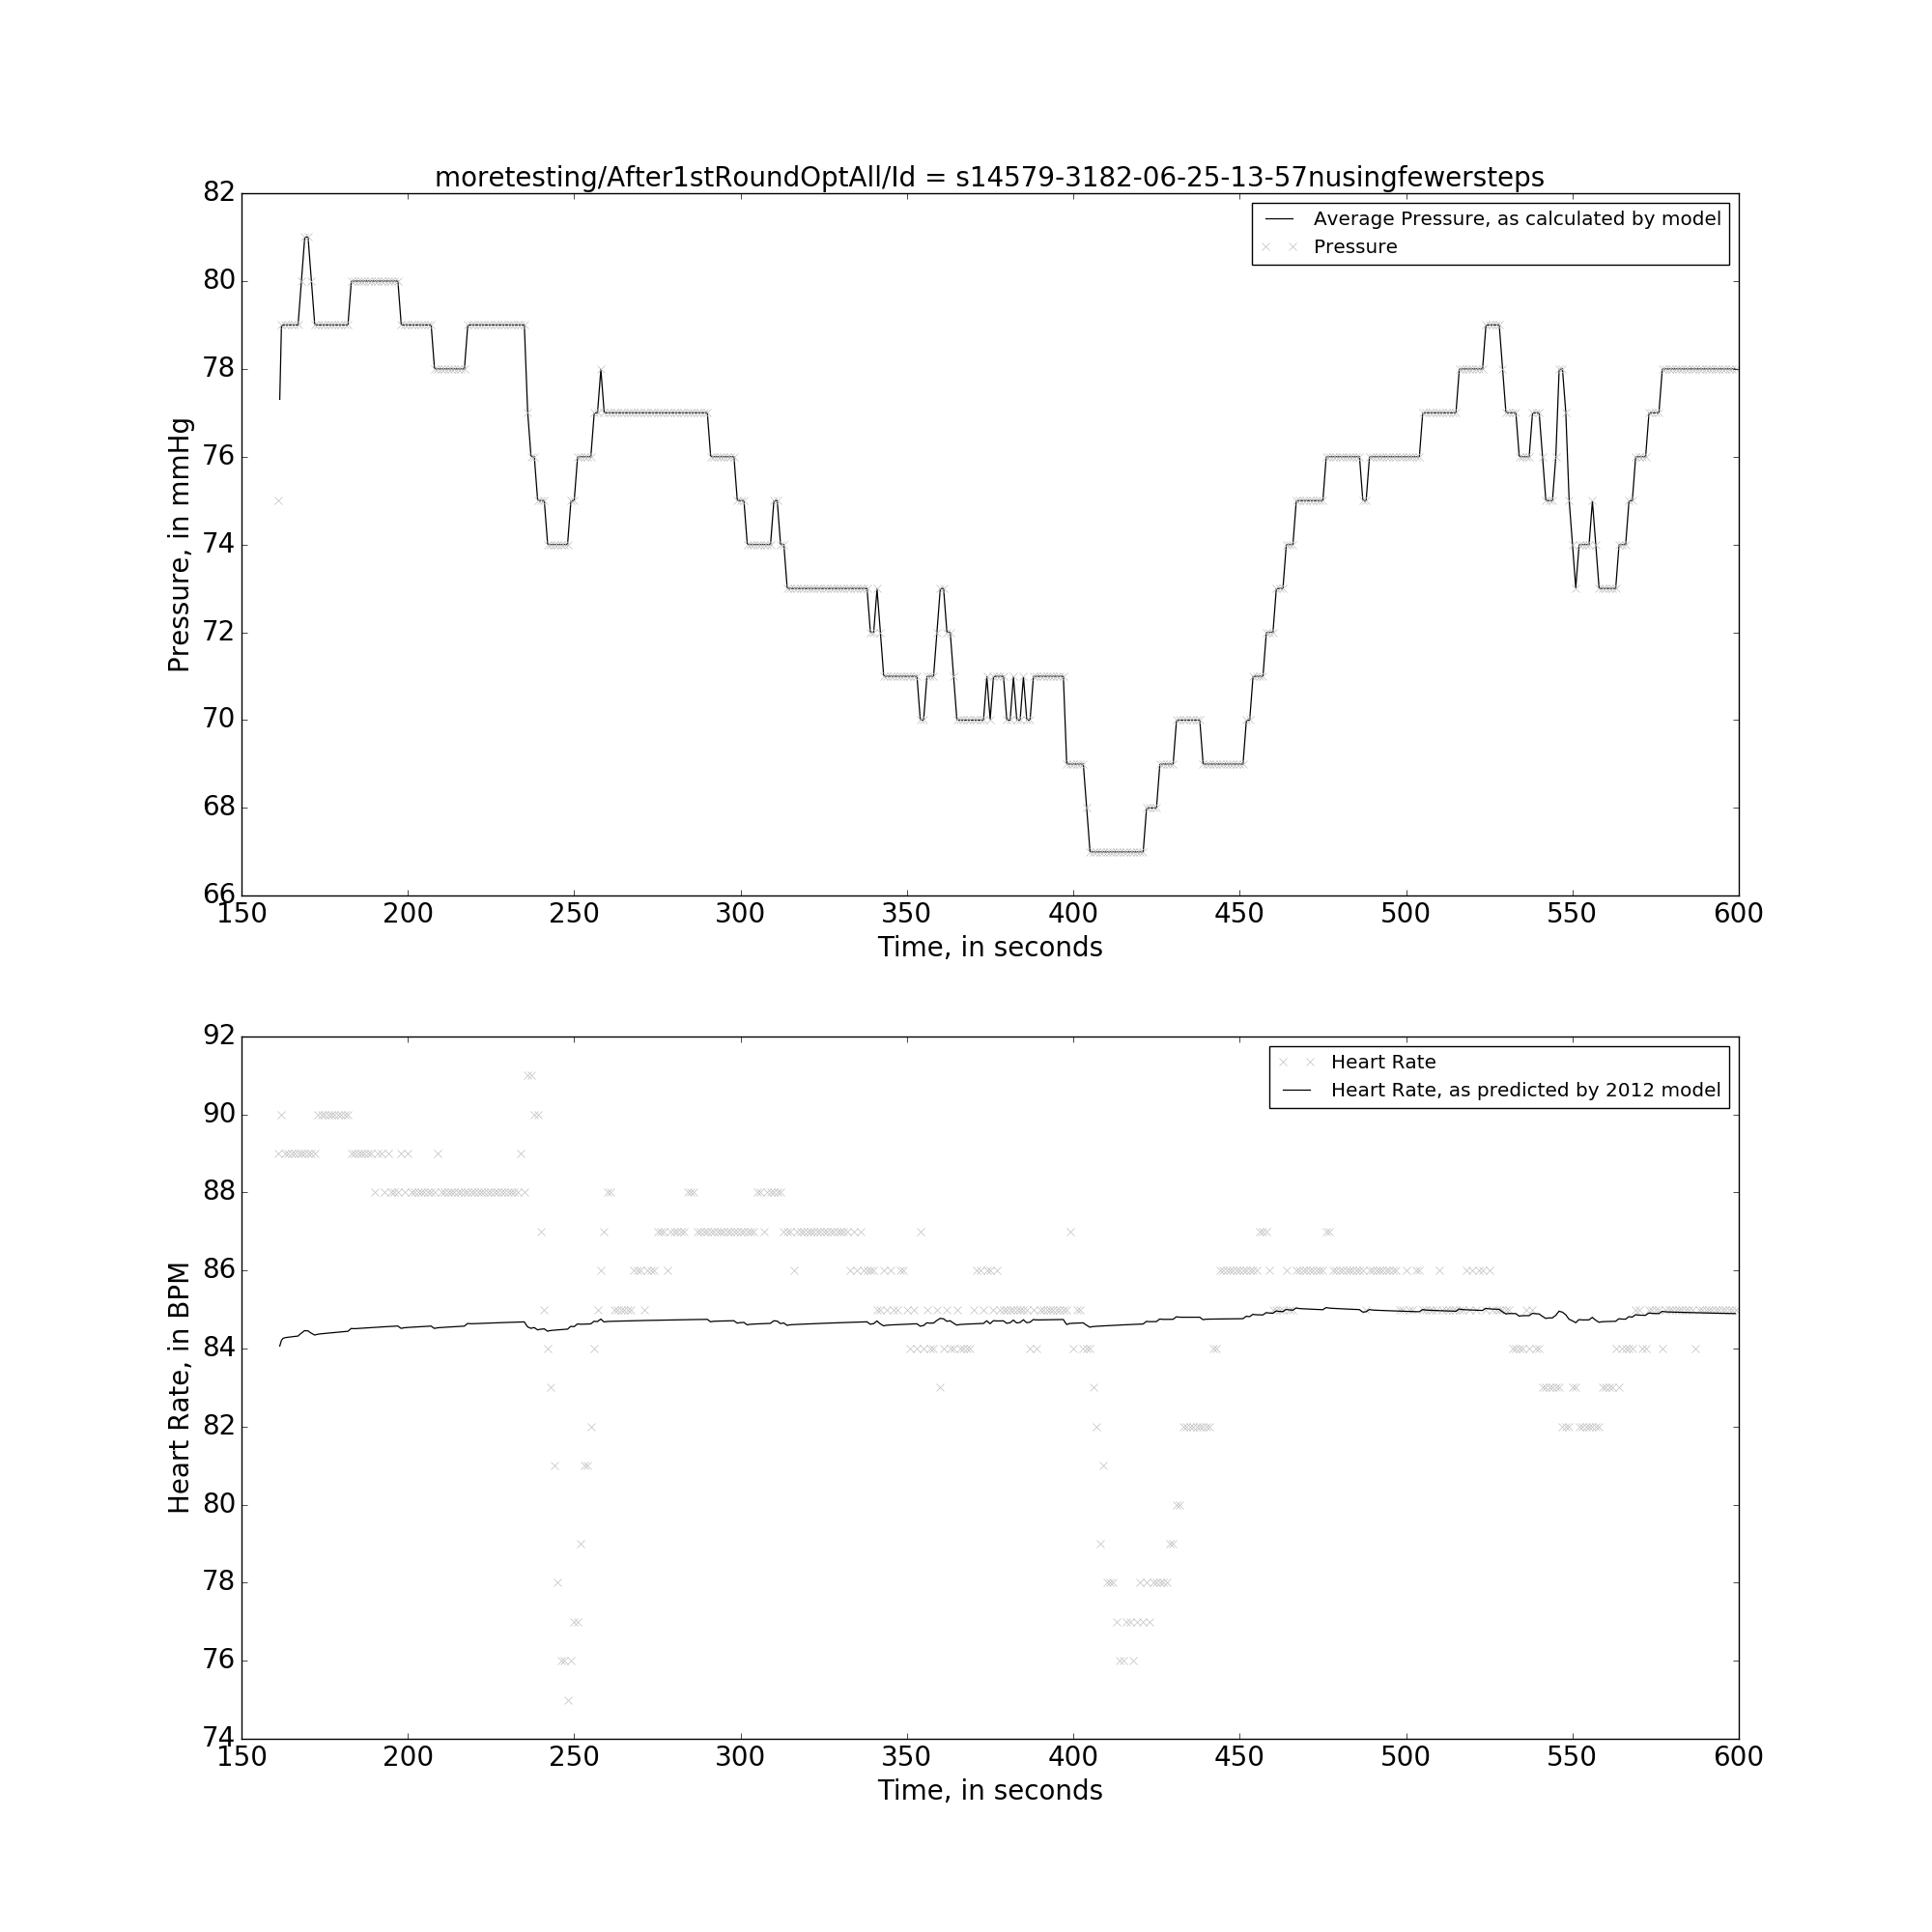 moretesting/After1stRoundOptAll/Id = s14579-3182-06-25-13-57nusingfewersteps
82
80
78
76
74
72
70
68
66
Pressure, in mmHg
Average Pressure, as calculated by model
Pressure
150 200 250 300 350 400 450 500 550 600
Time, in seconds
92
90
88
86
84
82
80
78
76
74
Heart Rate, in BPM
Heart Rate
Heart Rate, as predicted by 2012 model
150 200 250 300 350 400 450 500 550 600
Time, in seconds